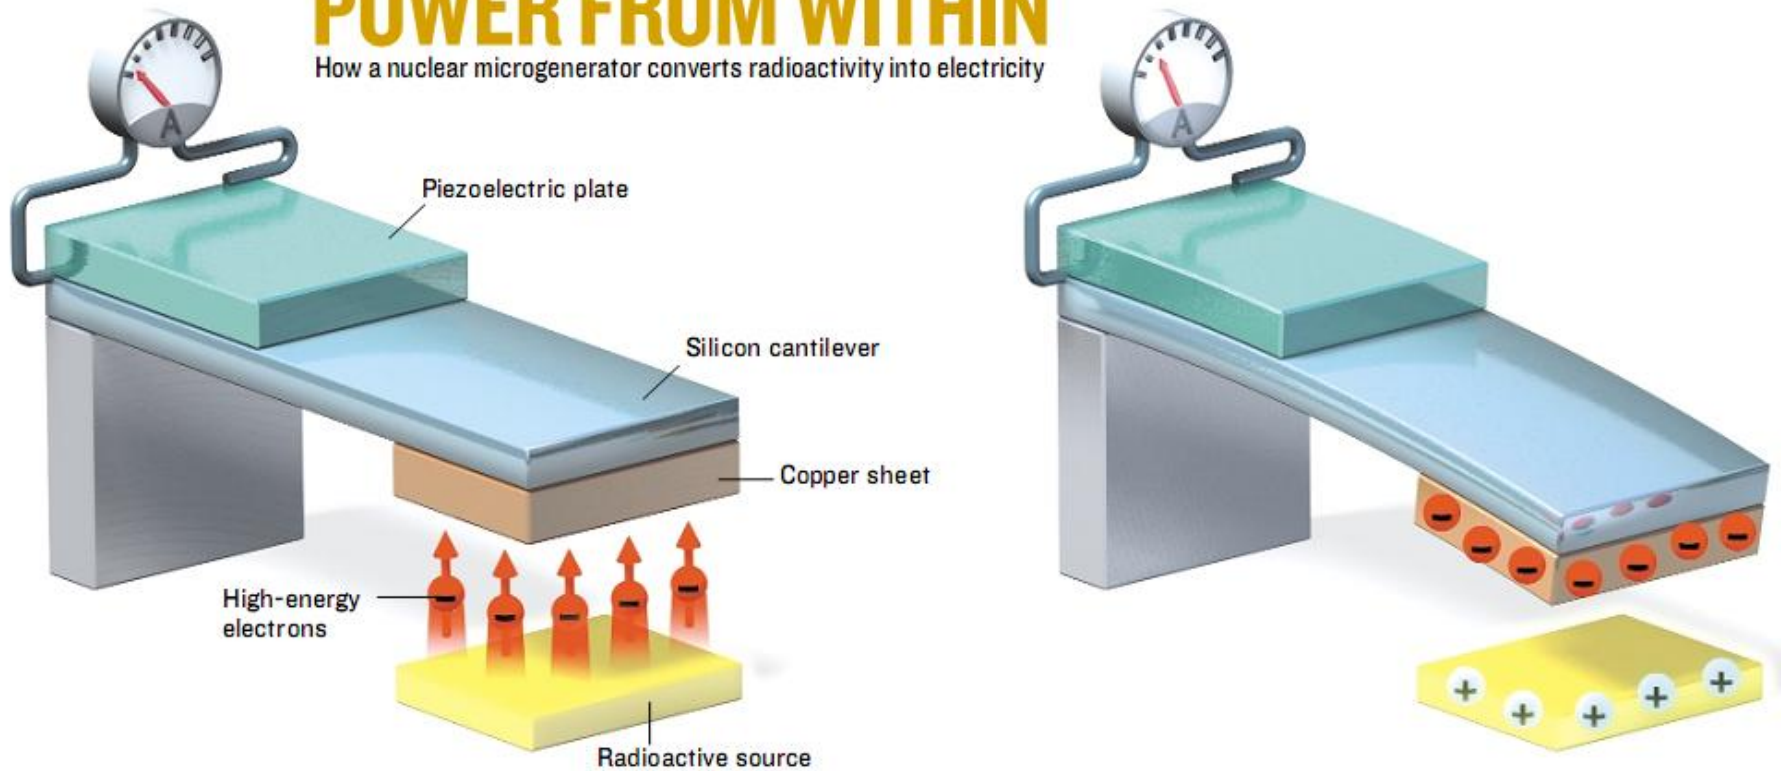 POWER FROM WITHIN
How a nuclear microgenerator converts radioactivity into electricity
A
A
Piezoelectric plate
Silicon cantilever
Copper sheet
High-energy
electrons
Radioactive source